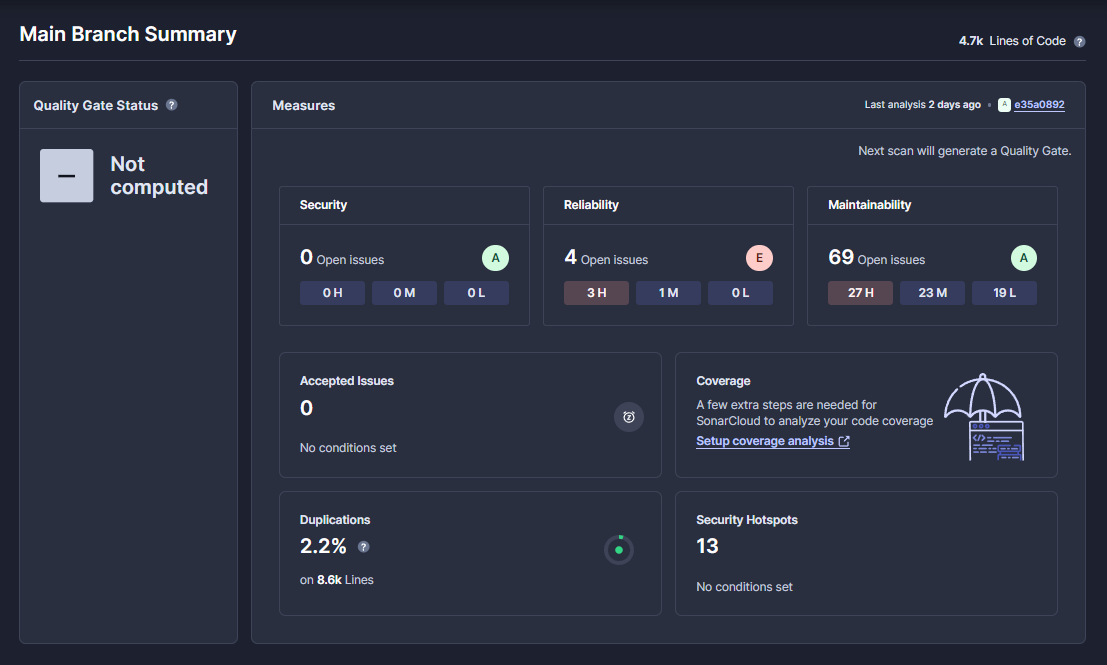 Main Branch Summary
4.7k Lines of Code ?
Quality Gate Status ?
Not
computed
Measures
Last analysis 2 days ago • A e35a0892
Next scan will generate a Quality Gate.
Security
0 Open issues A
0 H 0 M 0 L
Reliability
4 Open issues E
3 H 1 M 0 L
Maintainability
69 Open issues A
27 H 23 M 19 L
Accepted Issues
0
No conditions set
Coverage
A few extra steps are needed for
SonarCloud to analyze your code coverage
Setup coverage analysis
Duplications
2.2% ?
on 8.6k Lines
Security Hotspots
13
No conditions set